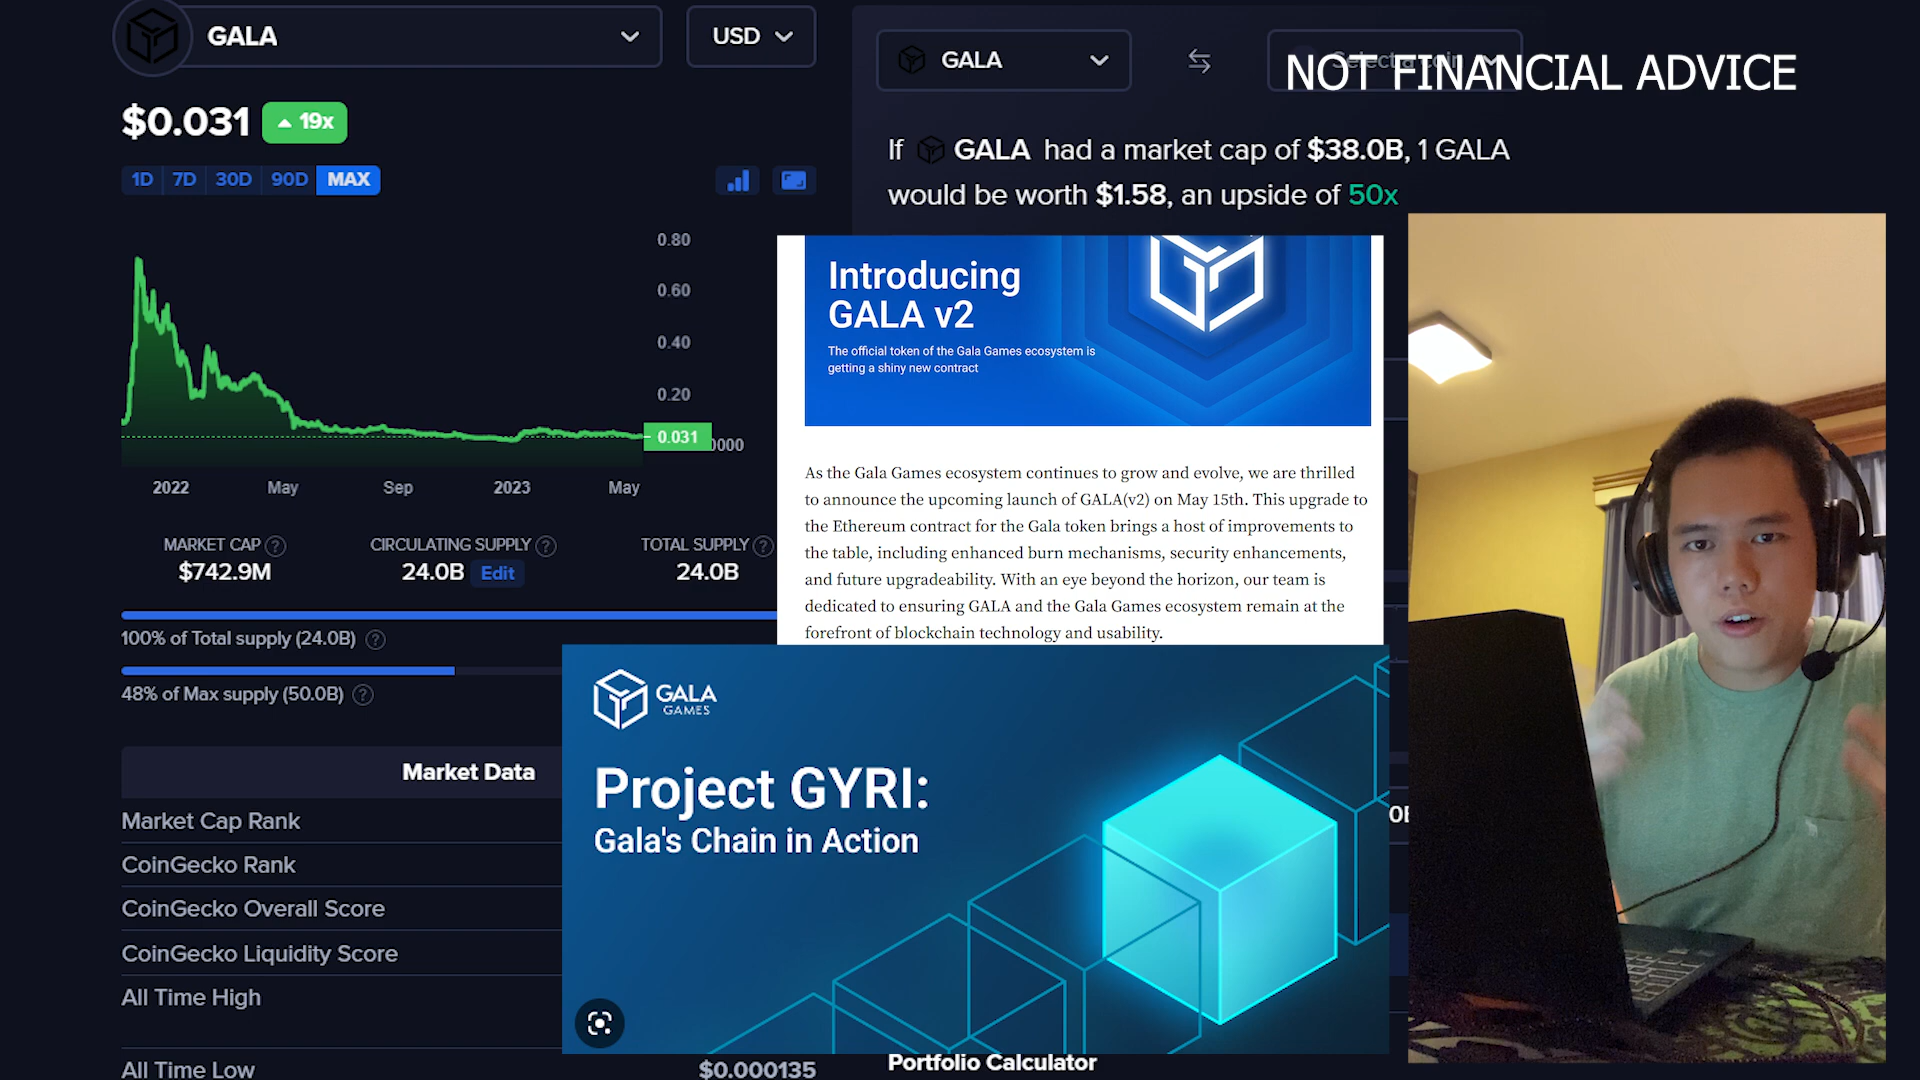 GALA
USD
$0.031
19x
1D 7D 30D 90D MAX
0.80
0.60
0.40
0.20
0.031
0000
2022 May Sep 2023 May
MARKET CAP ?
$742.9M
CIRCULATING SUPPLY ?
24.0B Edit
TOTAL SUPPLY ?
24.0B
100% of Total supply (24.0B) ?
48% of Max supply (50.0B) ?
Market Data
Market Cap Rank
CoinGecko Rank
CoinGecko Overall Score
CoinGecko Liquidity Score
All Time High
All Time Low
$0.000135
GALA
NOT FINANCIAL ADVICE
If GALA had a market cap of $38.0B, 1 GALA
would be worth $1.58, an upside of 50x
Introducing
GALA v2
The official token of the Gala Games ecosystem is
getting a shiny new contract
As the Gala Games ecosystem continues to grow and evolve, we are thrilled
to announce the upcoming launch of GALA(v2) on May 15th. This upgrade to
the Ethereum contract for the Gala token brings a host of improvements to
the table, including enhanced burn mechanisms, security enhancements,
and future upgradeability. With an eye beyond the horizon, our team is
dedicated to ensuring GALA and the Gala Games ecosystem remain at the
forefront of blockchain technology and usability.
GALA
GAMES
Project GYRI:
Gala's Chain in Action
Portfolio Calculator